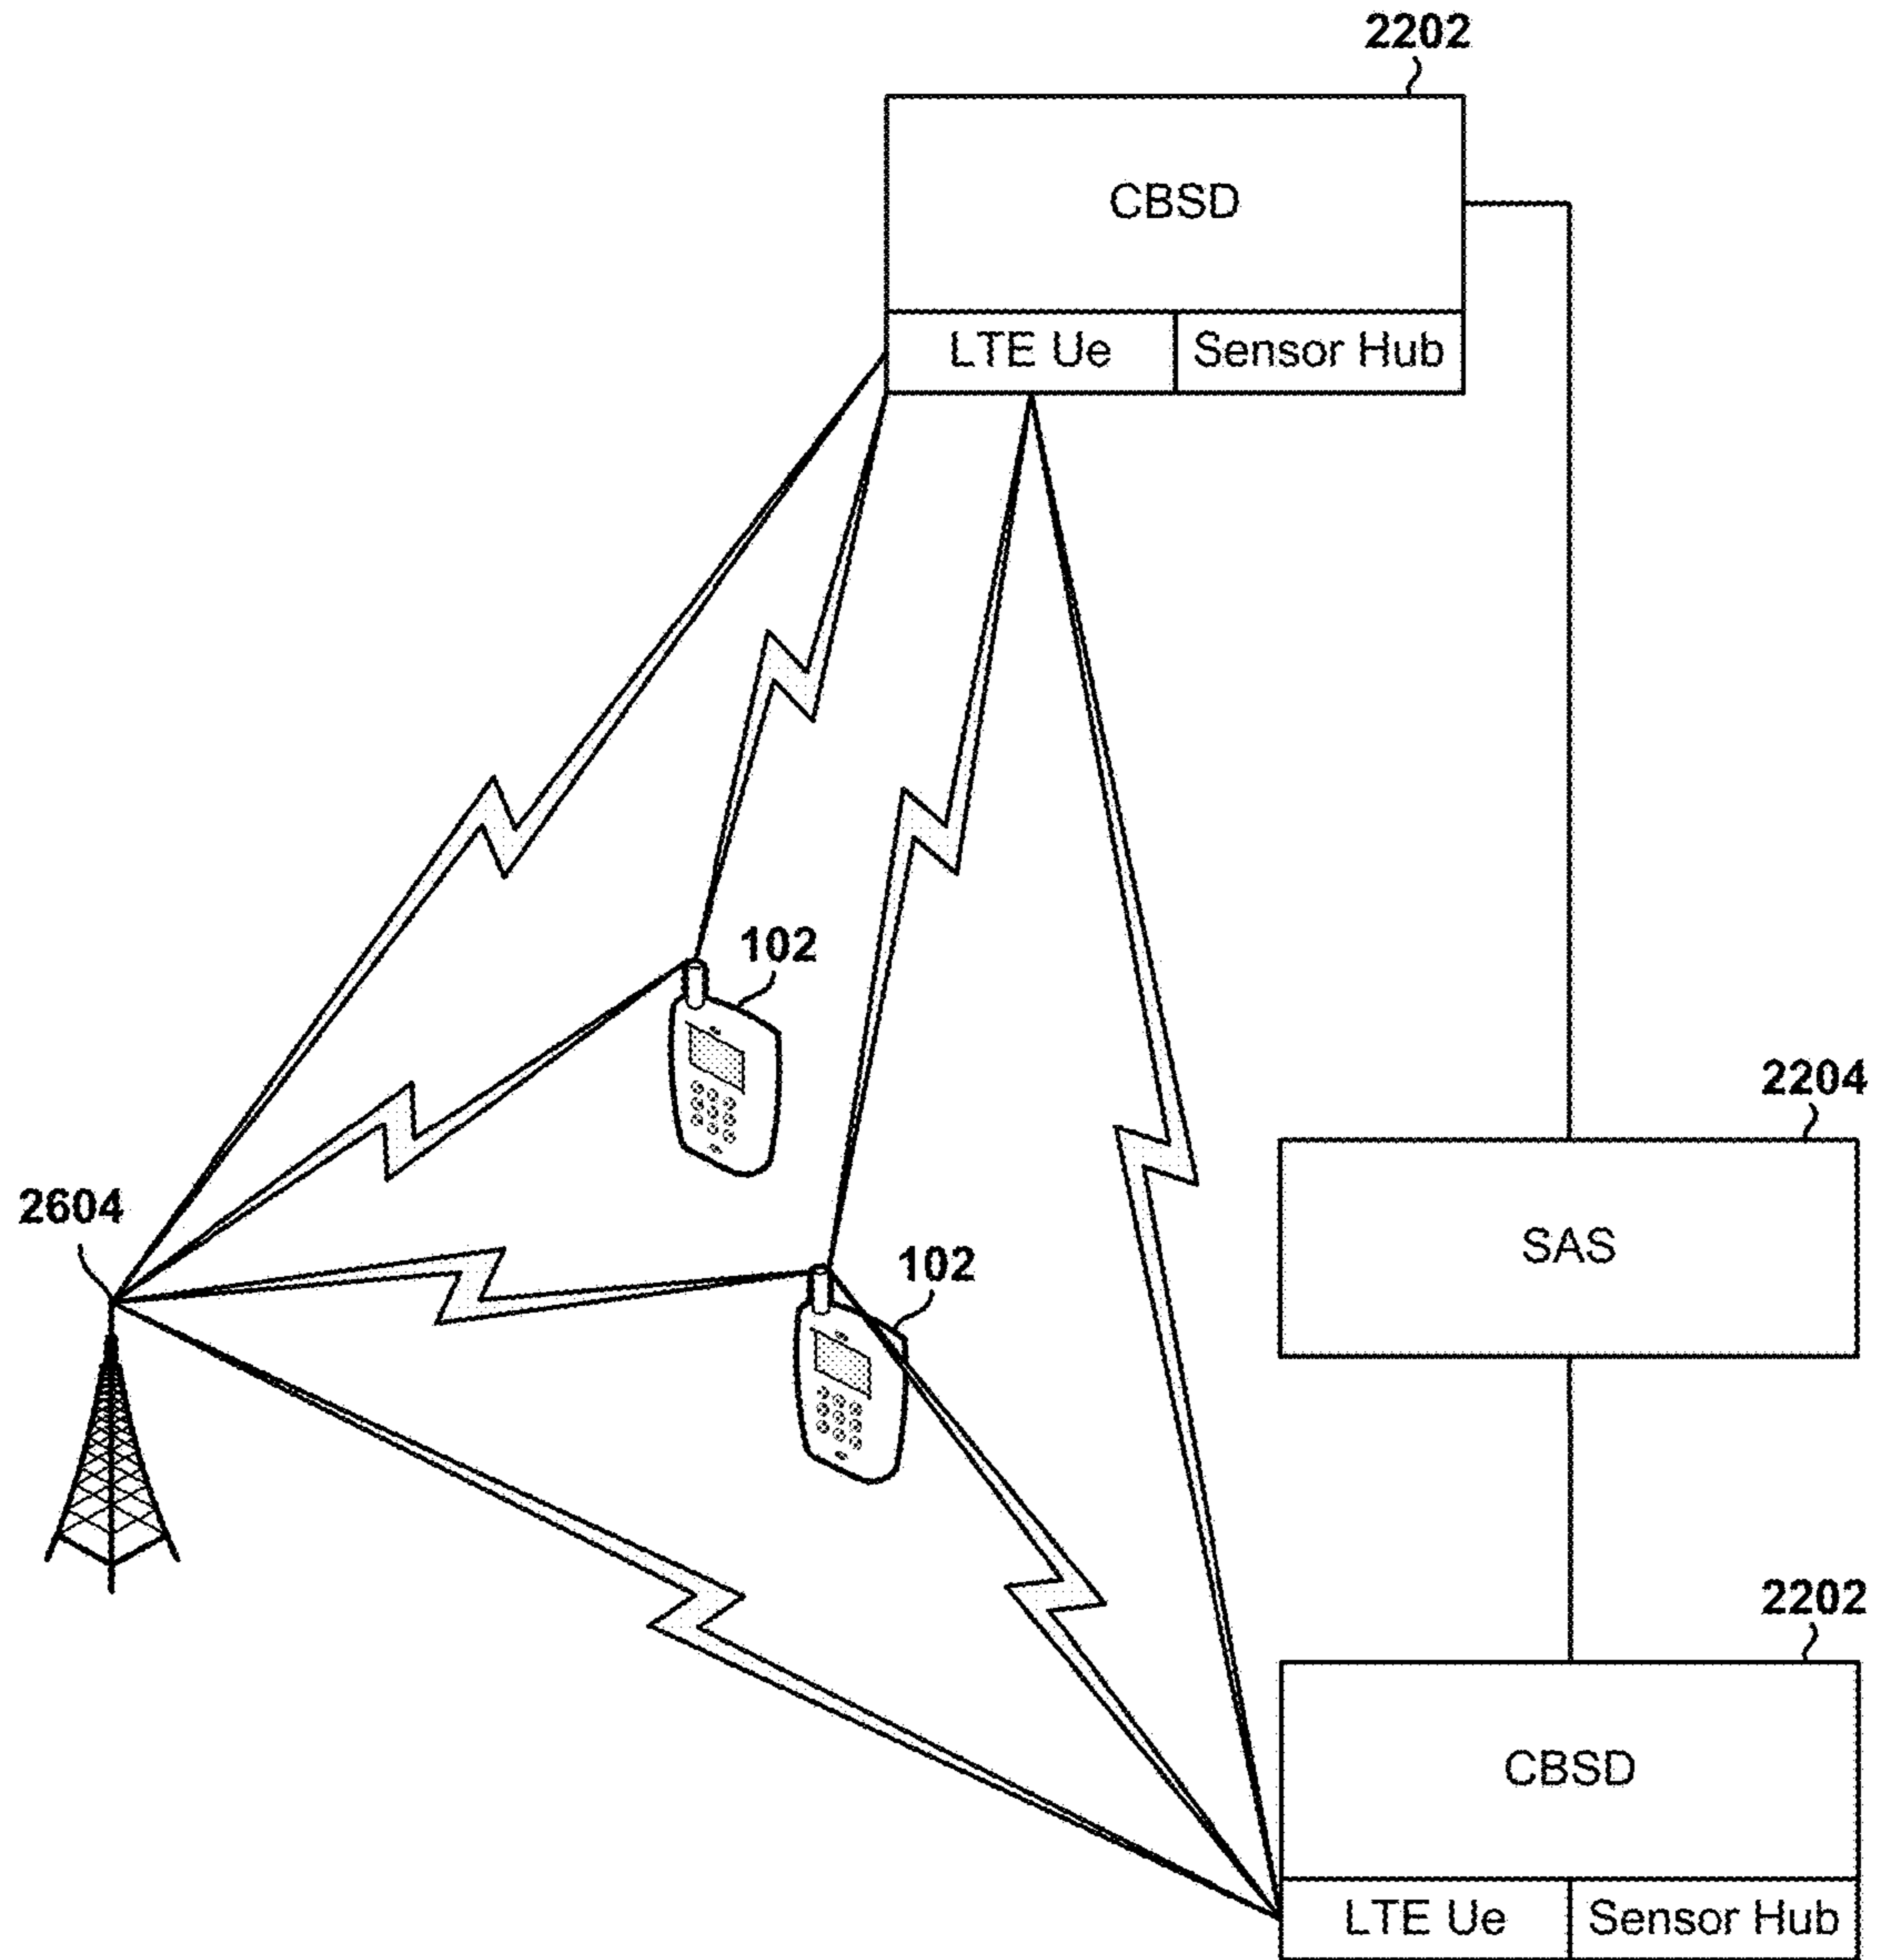 2202
CBSD
LTE Ue
Sensor Hub
102
2204
2604
SAS
102
2202
CBSD
LTE Ue
Sensor Hub